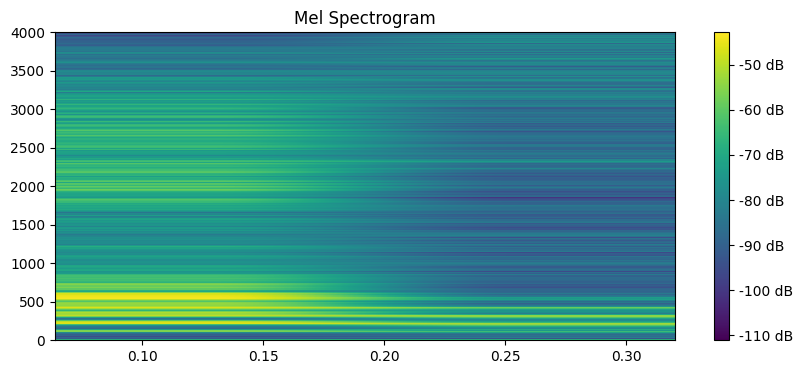 Mel Spectrogram
4000
3500
3000
2500
2000
1500
1000
500
0
0.10 0.15 0.20 0.25 0.30
-50 dB
-60 dB
-70 dB
-80 dB
-90 dB
-100 dB
-110 dB